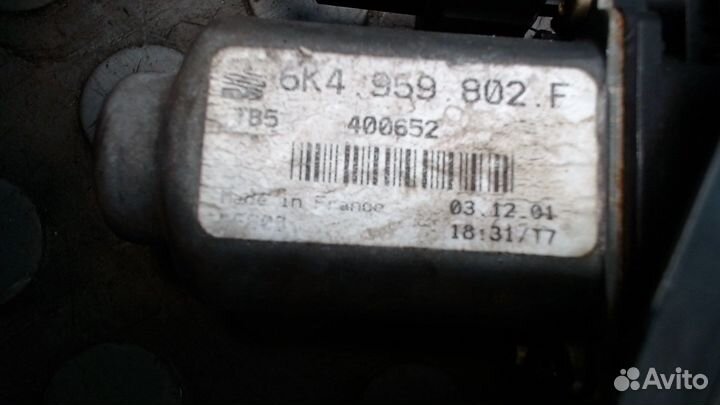 6K4 959 802 F
TB5 400652
Made in France 03.12.01
18:31/T7
Avito